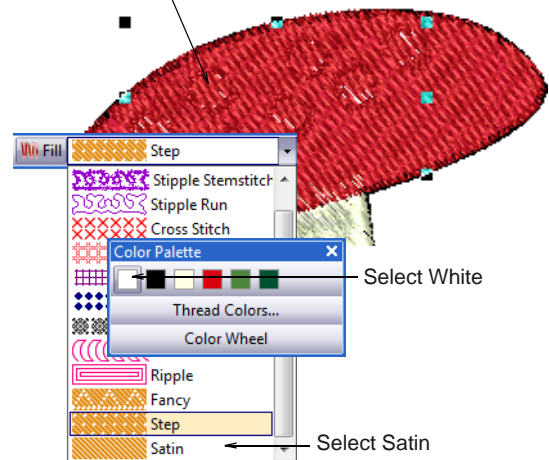 Fill
Step
Stipple Stemstitch
Stipple Run
Cross Stitch
Color Palette
Select White
Thread Colors...
Color Wheel
Ripple
Fancy
Step
Satin
Select Satin